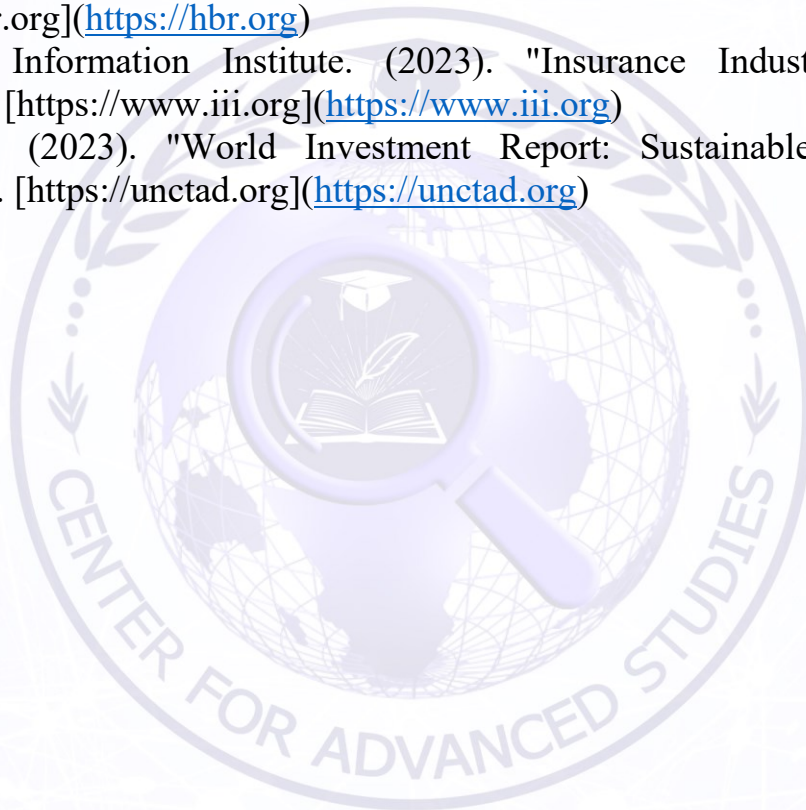 .org](https://hbr.org)
Information Institute. (2023). "Insurance Indust
[https://www.iii.org](https://www.iii.org)
(2023). "World Investment Report: Sustainable
. [https://unctad.org](https://unctad.org)
CENTER FOR ADVANCED STUDIES